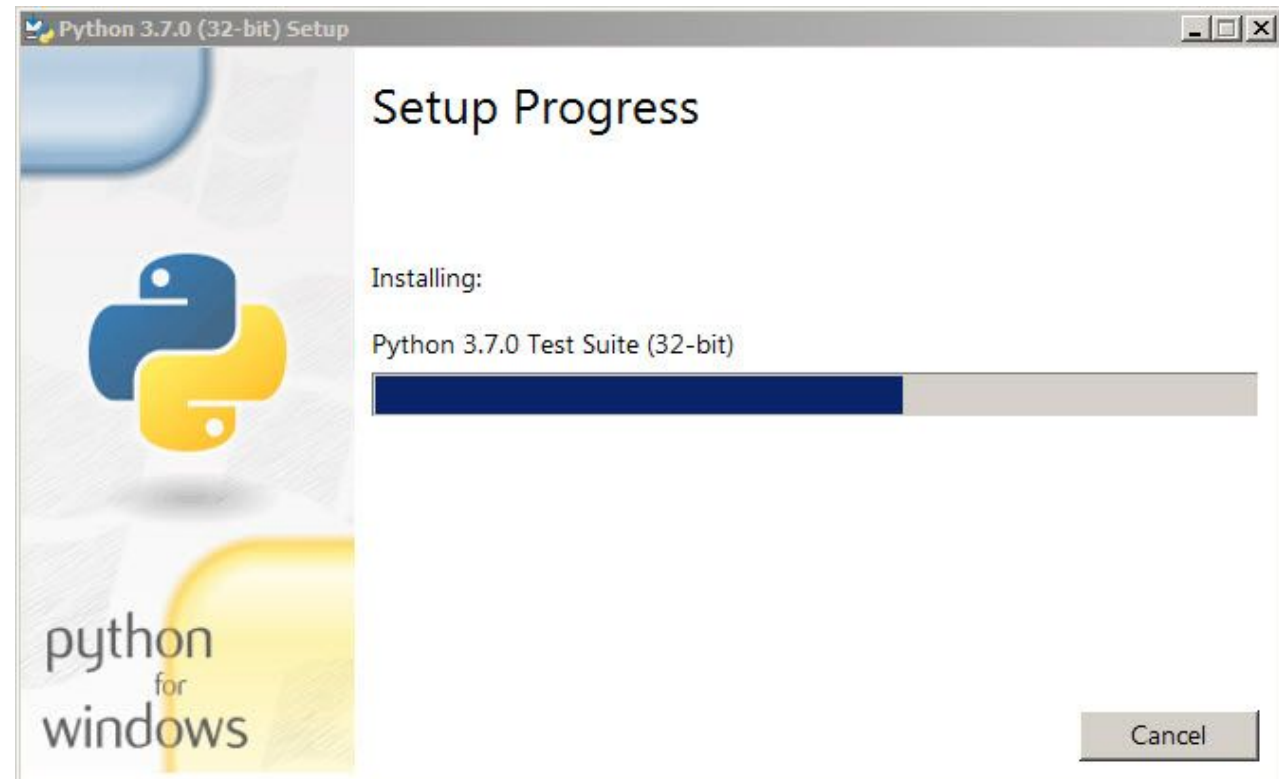 Python 3.7.0 (32-bit) Setup
Setup Progress
Installing:
Python 3.7.0 Test Suite (32-bit)
python
for
windows
Cancel